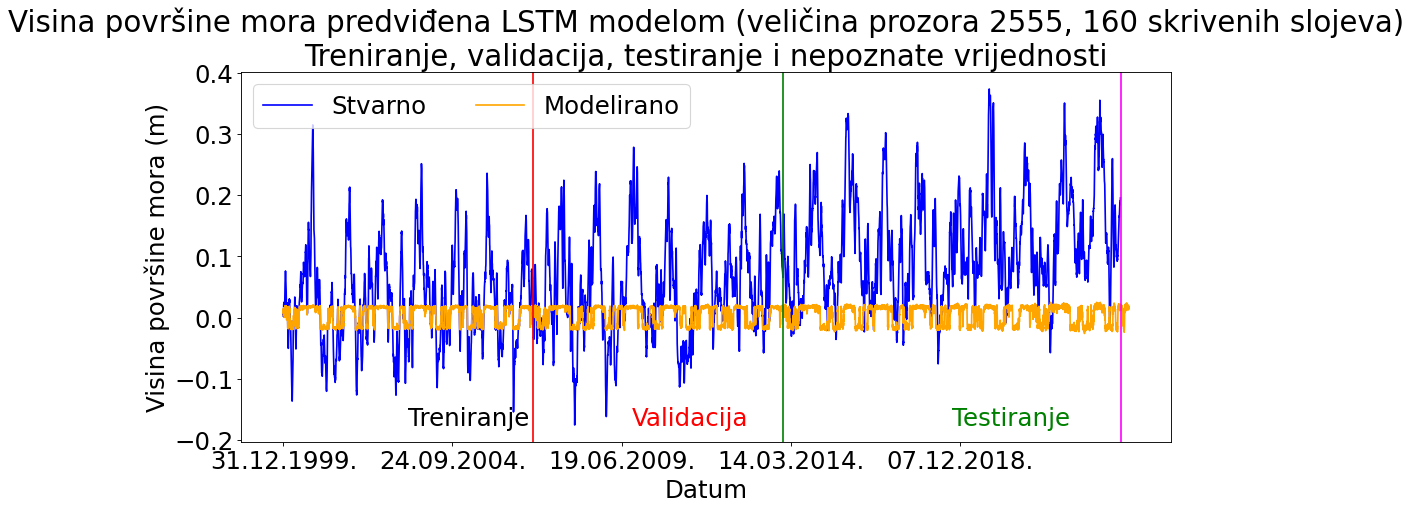 Visina površine mora predviđena LSTM modelom (veličina prozora 2555, 160 skrivenih slojeva)
Treniranje, validacija, testiranje i nepoznate vrijednosti
Stvarno Modelirano
Visina površine mora (m)
0.4
0.3
0.2
0.1
0.0
−0.1
−0.2
Treniranje Validacija Testiranje
31.12.1999. 24.09.2004. 19.06.2009. 14.03.2014. 07.12.2018.
Datum